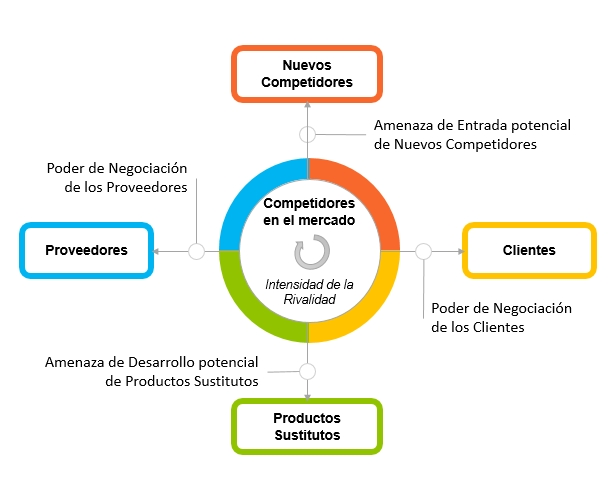 Nuevos
Competidores
Amenaza de Entrada potencial
de Nuevos Competidores
Poder de Negociación
de los Proveedores
Competidores
en el mercado
Proveedores
Clientes
Intensidad de la
Rivalidad
Poder de Negociación
de los Clientes
Amenaza de Desarrollo potencial
de Productos Sustitutos
Productos
Sustitutos